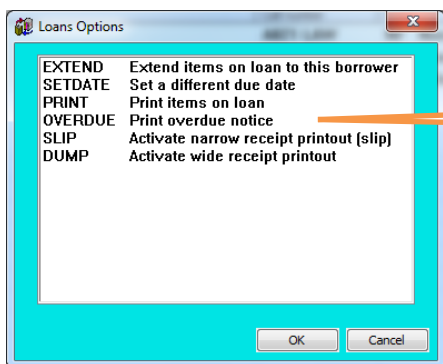 Loans Options
EXTEND Extend items on loan to this borrower
SETDATE Set a different due date
PRINT Print items on loan
OVERDUE Print overdue notice
SLIP Activate narrow receipt printout (slip)
DUMP Activate wide receipt printout
OK Cancel